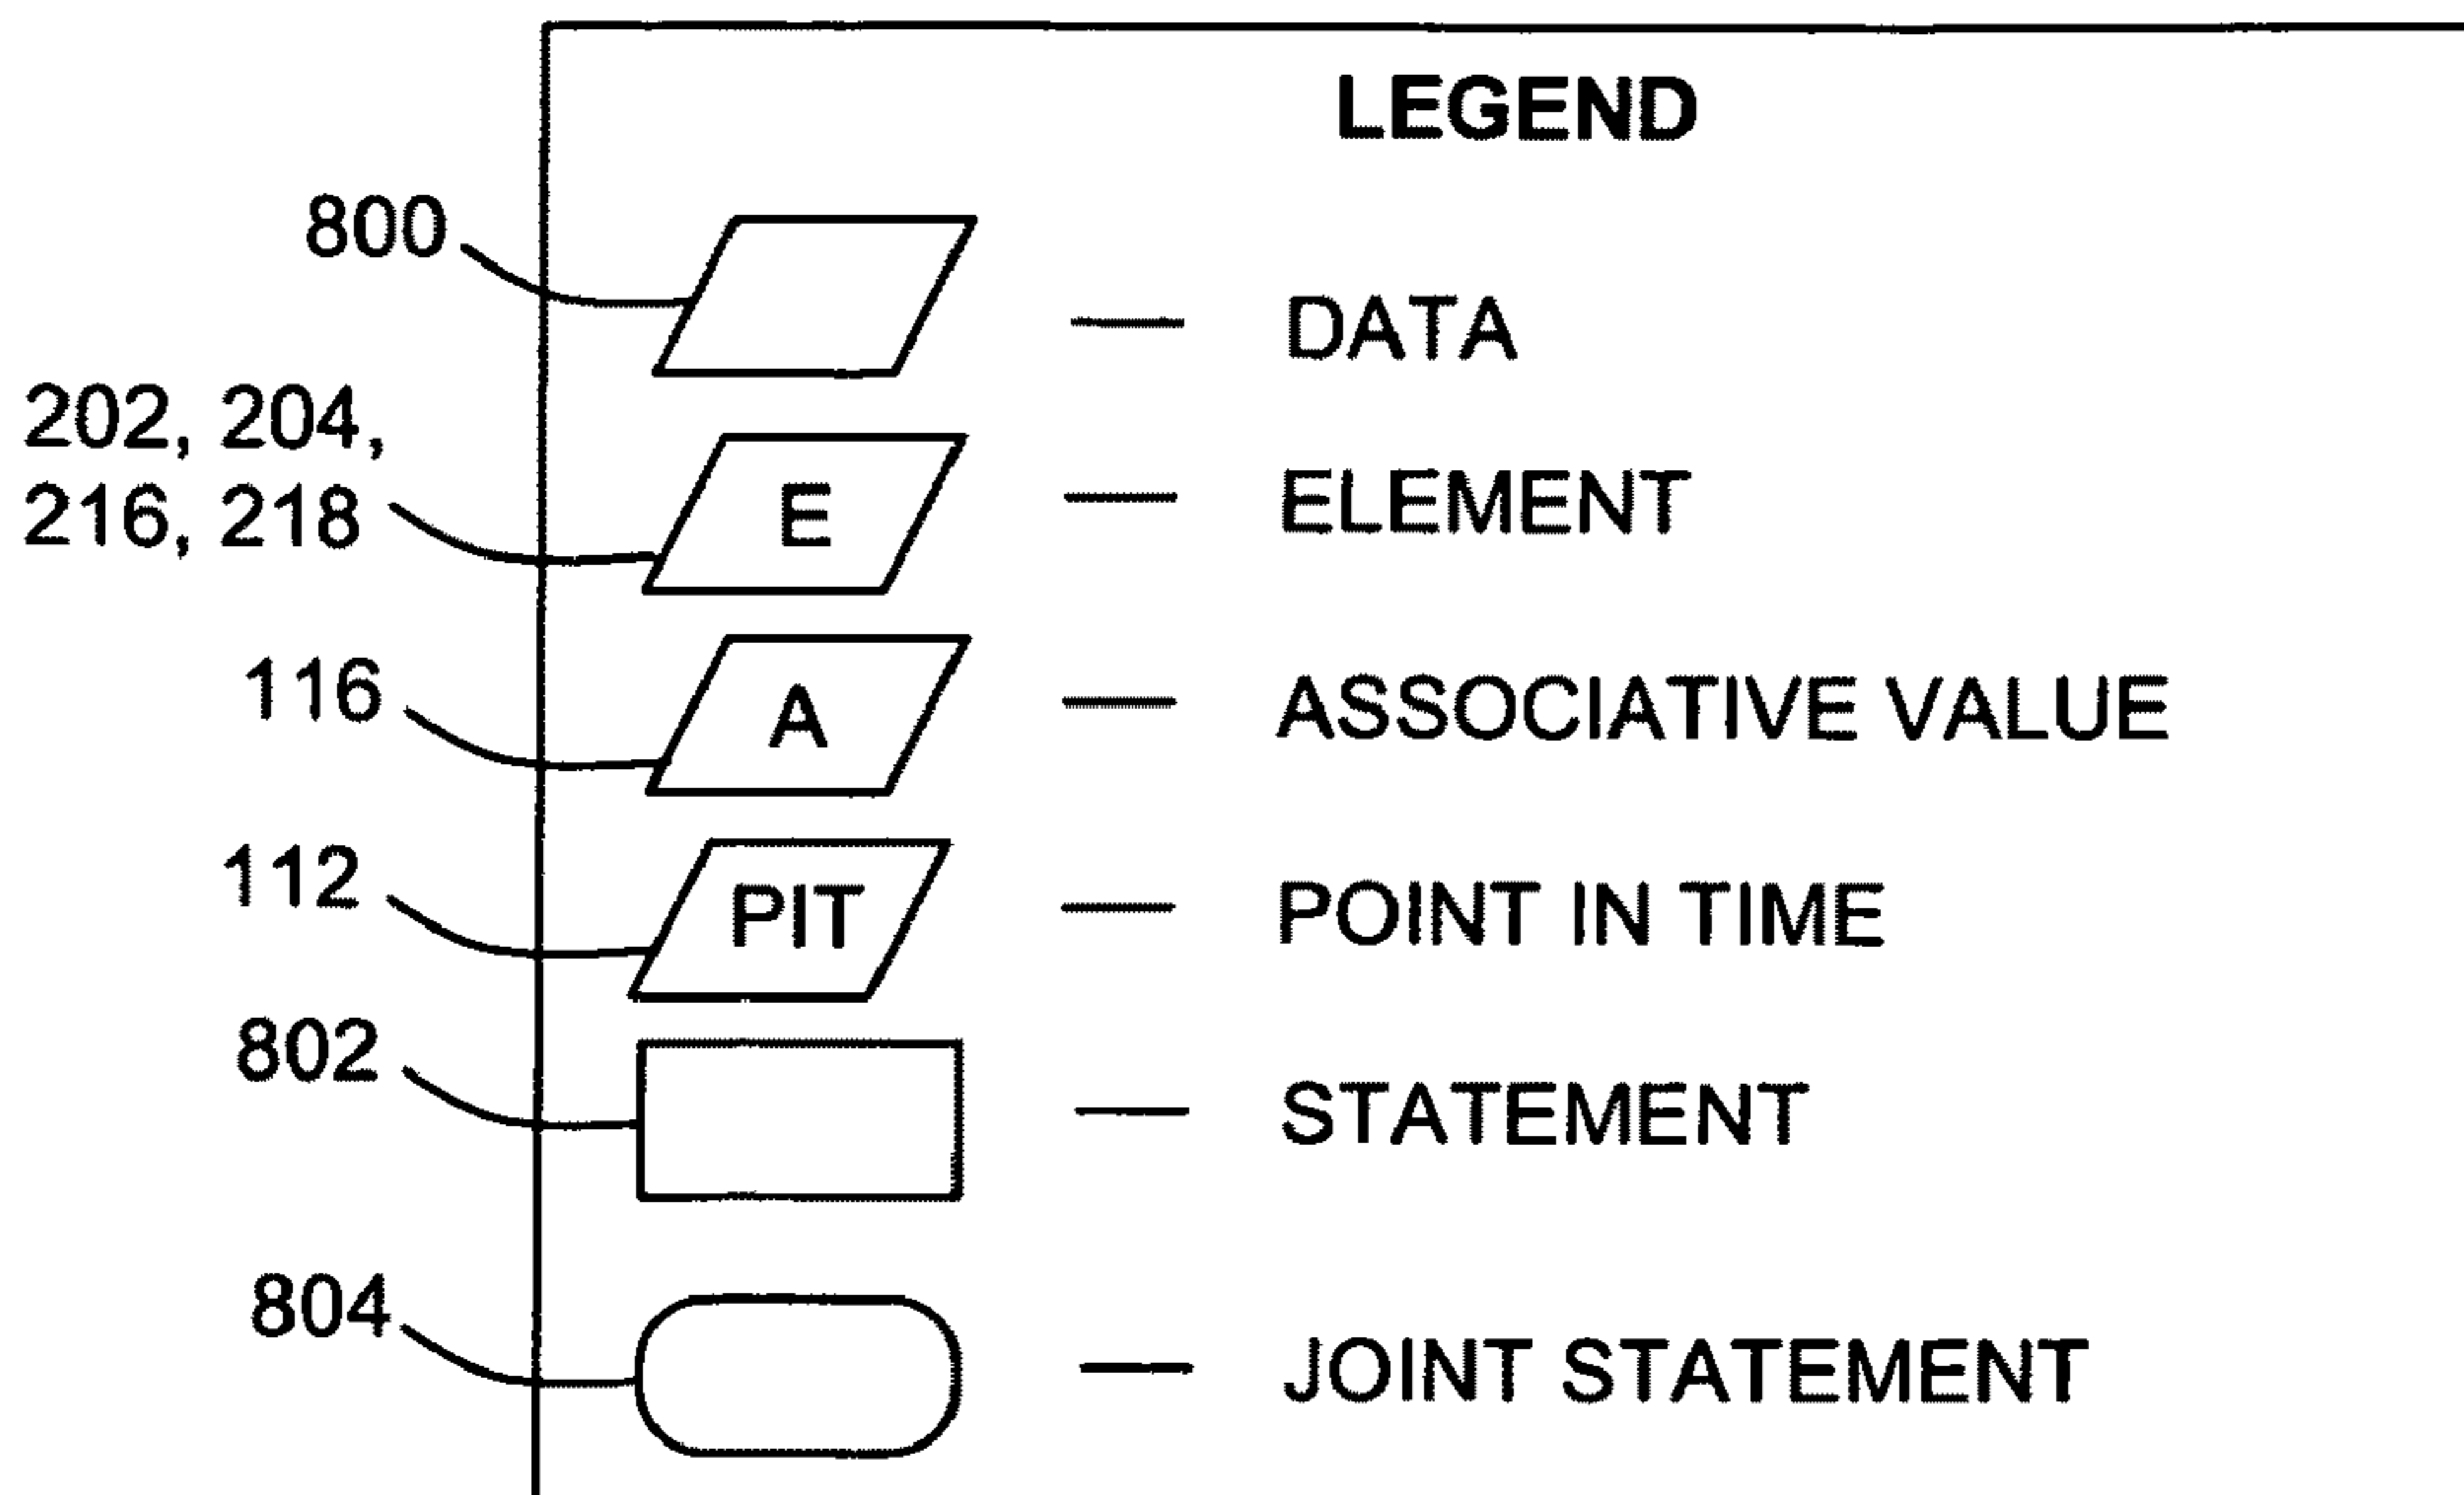 LEGEND
800
DATA
202, 204,
216, 218
E
ELEMENT
116
A
ASSOCIATIVE VALUE
112
PIT
POINT IN TIME
802
STATEMENT
804
JOINT STATEMENT